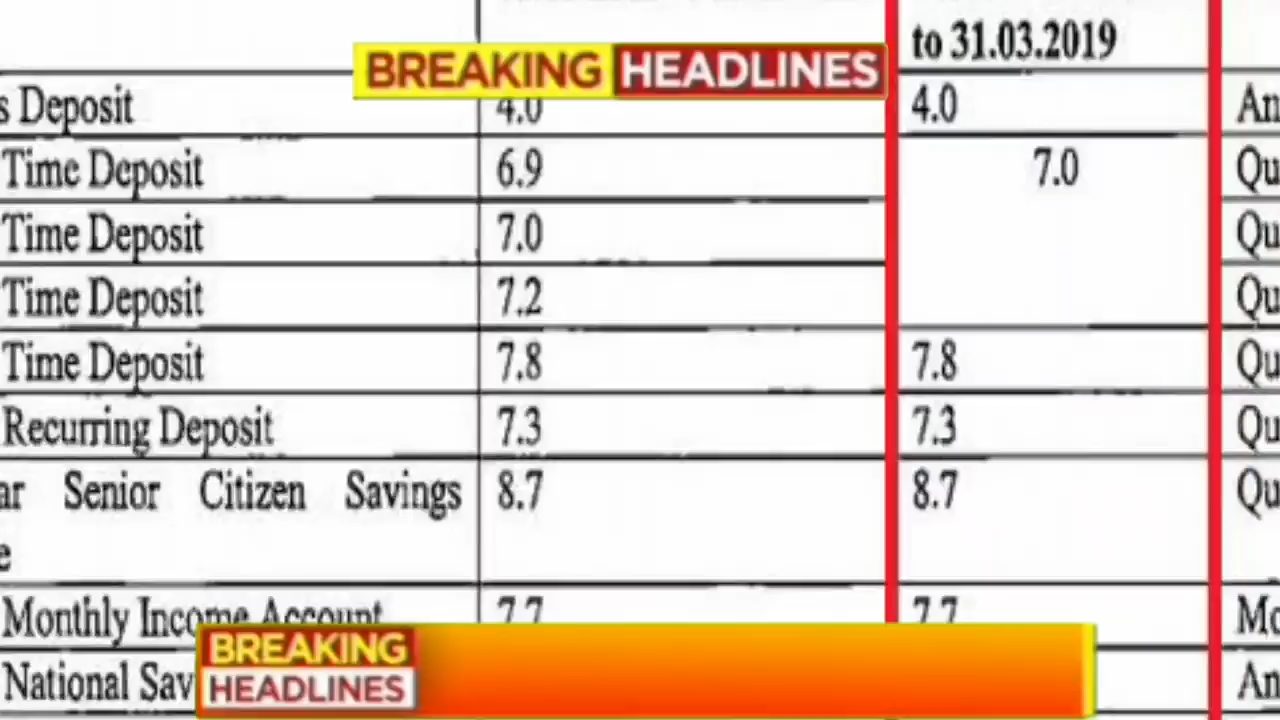 to 31.03.2019
BREAKING HEADLINES
s Deposit 4.0 4.0 An
Time Deposit 6.9 7.0 Qu
Time Deposit 7.0 Qu
Time Deposit 7.2 Qu
Time Deposit 7.8 7.8 Qu
Recurring Deposit 7.3 7.3 Qu
ar Senior Citizen Savings 8.7 8.7 Qu
e
Monthly Income Account 7.7 7.7 Mo
National Sav An
BREAKING
HEADLINES